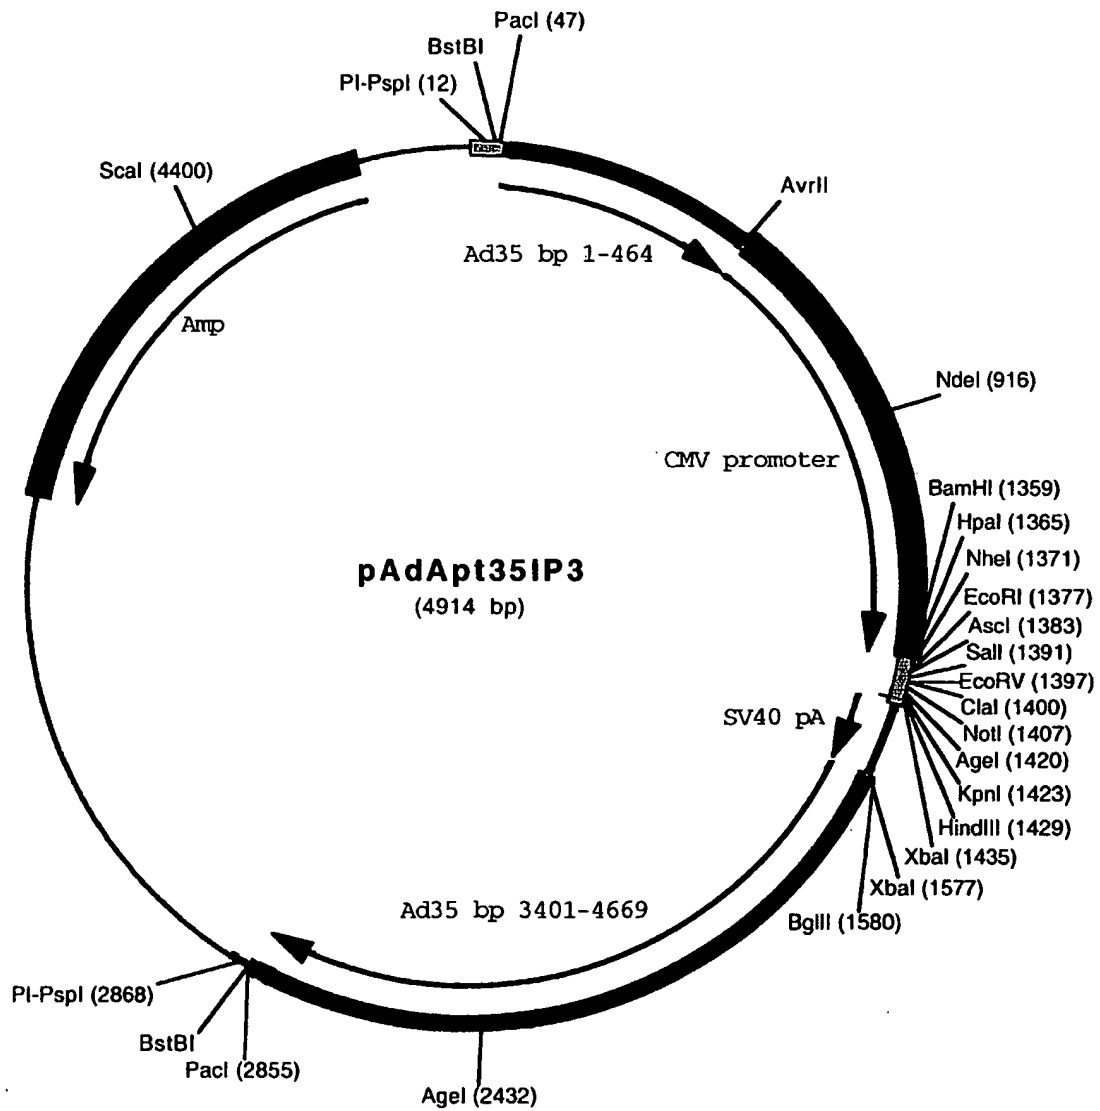 PacI (47)
BstBI
PI-PspI (12)
ScaI (4400)
AvrII
Ad35 bp 1-464
Amp
NdeI (916)
CMV promoter
BamHI (1359)
HpaI (1365)
NheI (1371)
pAdApt35IP3
(4914 bp)
EcoRI (1377)
AscI (1383)
SalI (1391)
EcoRV (1397)
ClaI (1400)
SV40 pA
NotI (1407)
AgeI (1420)
KpnI (1423)
HindIII (1429)
XbaI (1435)
XbaI (1577)
Ad35 bp 3401-4669
BglII (1580)
PI-PspI (2868)
BstBI
PacI (2855)
AgeI (2432)